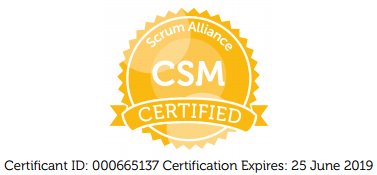 Scrum Alliance
CSM
CERTIFIED
Certificant ID: 000665137 Certification Expires: 25 June 2019